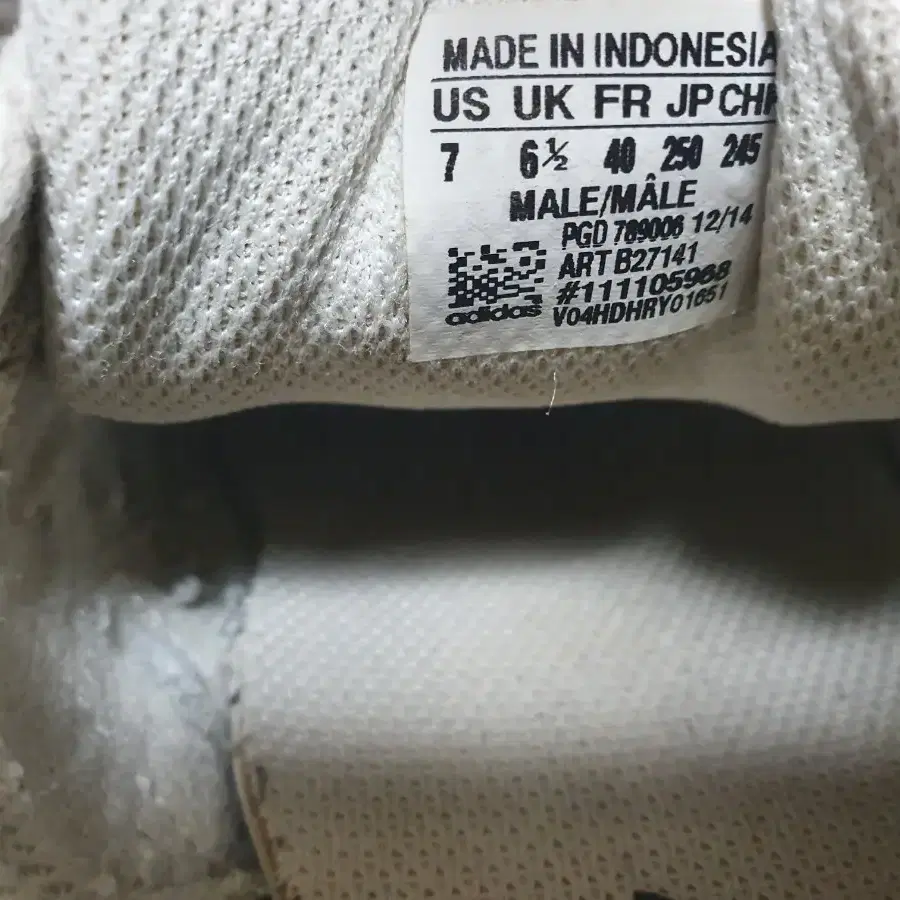 MADE IN INDONESIA
US UK FR JP CHN
7 6½ 40 250 245
MALE/MÂLE
PGD 789006 12/14
ART B27141
#111105968
V04HDHRY01651
adidas